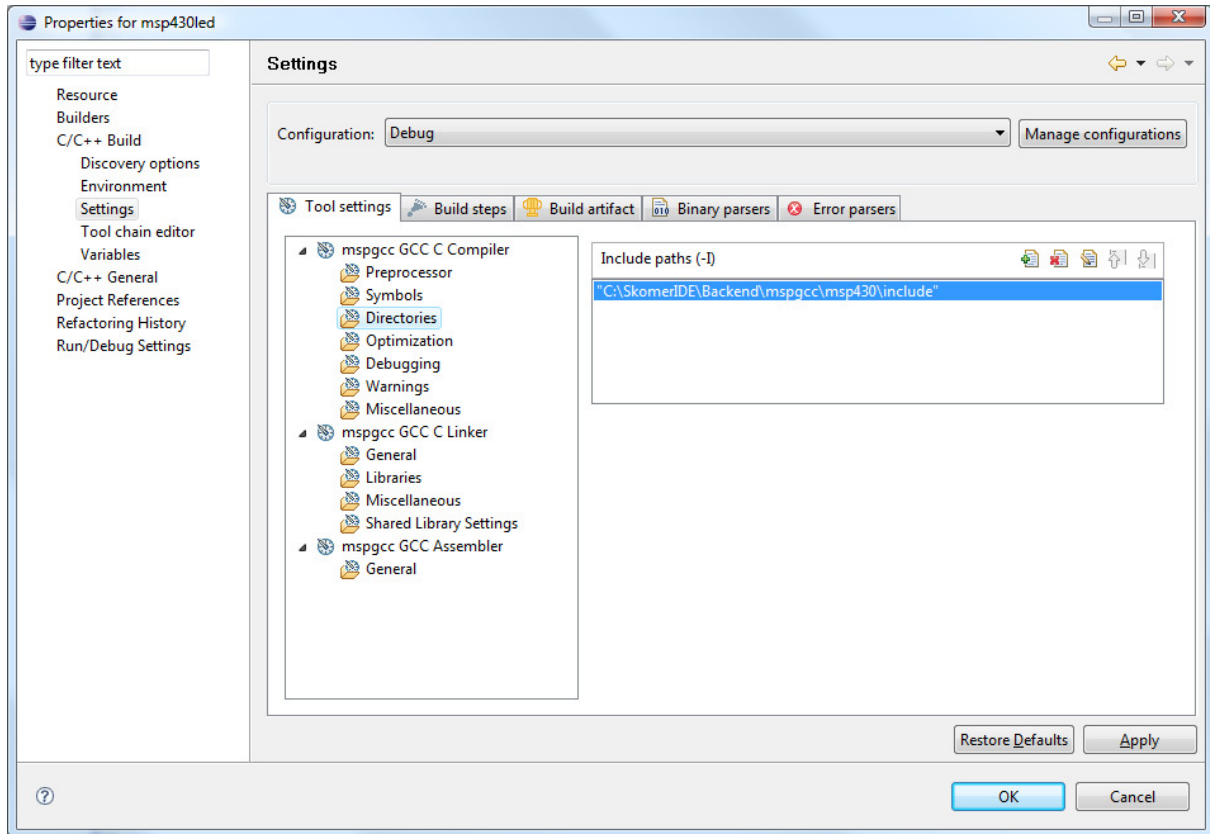 Properties for msp430led
type filter text
Resource
Builders
C/C++ Build
Discovery options
Environment
Settings
Tool chain editor
Variables
C/C++ General
Project References
Refactoring History
Run/Debug Settings
Settings
Configuration:
Debug
Manage configurations
Tool settings
Build steps
Build artifact
Binary parsers
Error parsers
mspgcc GCC C Compiler
Preprocessor
Symbols
Directories
Optimization
Debugging
Warnings
Miscellaneous
mspgcc GCC C Linker
General
Libraries
Miscellaneous
Shared Library Settings
mspgcc GCC Assembler
General
Include paths (-I)
"C:\SkomerIDE\Backend\mspgcc\msp430\include"
Restore Defaults
Apply
OK
Cancel